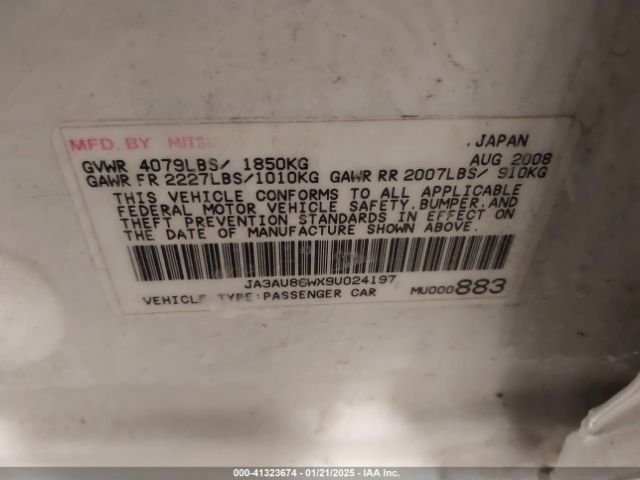 MFD. BY MITSU
.JAPAN
GVWR 4079LBS/ 1850KG
AUG 2008
GAWR FR 2227LBS/1010KG GAWR RR 2007LBS/ 910KG
THIS VEHICLE CONFORMS TO ALL APPLICABLE
FEDERAL MOTOR VEHICLE SAFETY,BUMPER,AND
THEFT PREVENTION STANDARDS IN EFFECT ON
THE DATE OF MANUFACTURE SHOWN ABOVE.
JA3AU86WX9U024197
VEHICLE TYPE:PASSENGER CAR
MU000883
000-41323674 / 01/21/2025 - IAA Inc.